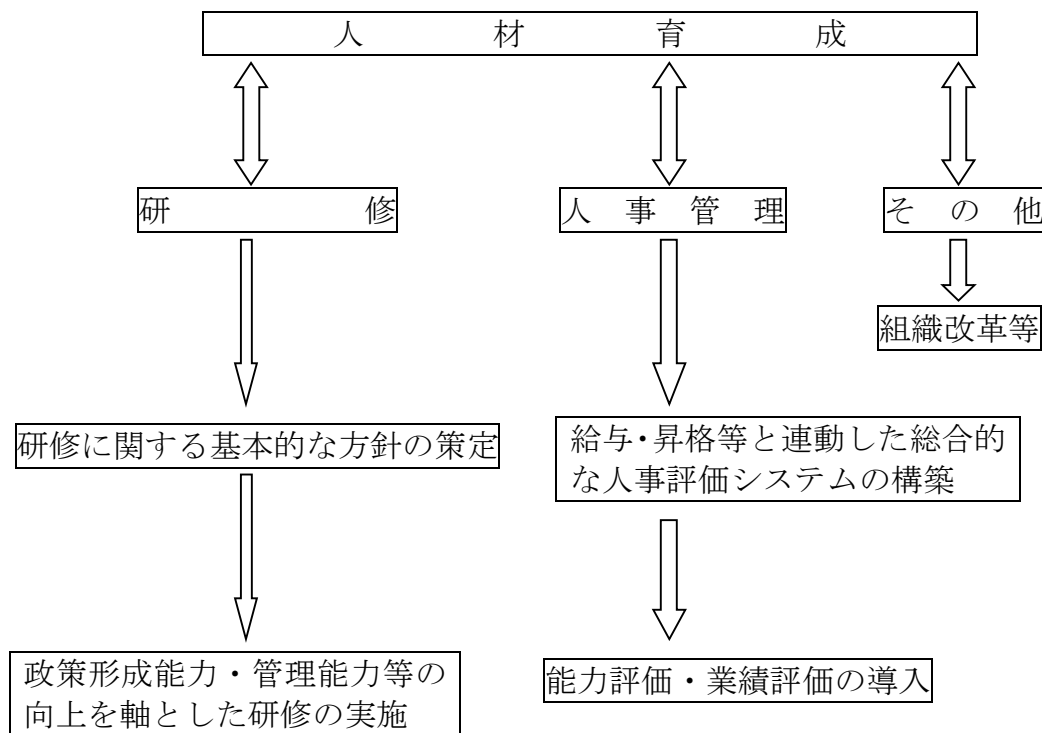 人材育成
研修
人事管理
その他
組織改革等
研修に関する基本的な方針の策定
給与・昇格等と連動した総合的
な人事評価システムの構築
政策形成能力・管理能力等の
向上を軸とした研修の実施
能力評価・業績評価の導入